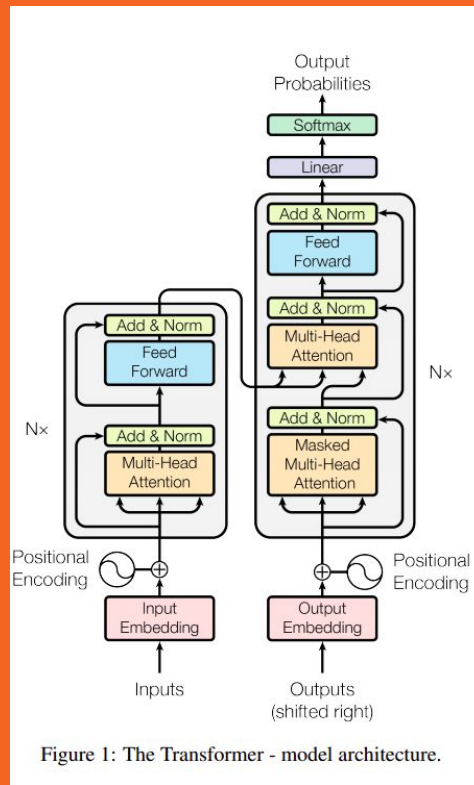 Output
Probabilities
Softmax
Linear
Add & Norm
Feed
Forward
Add & Norm
Multi-Head
Attention
Add & Norm
Masked
Multi-Head
Attention
N×
Add & Norm
Feed
Forward
Add & Norm
Multi-Head
Attention
N×
Positional
Encoding
Positional
Encoding
Input
Embedding
Output
Embedding
Inputs
Outputs
(shifted right)
Figure 1: The Transformer - model architecture.